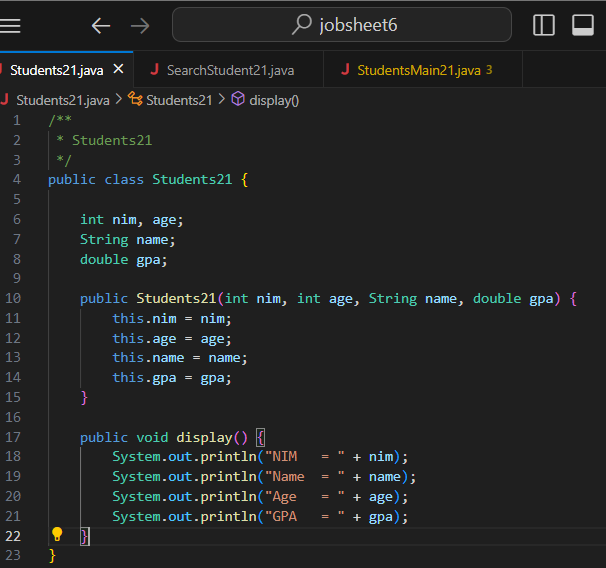 jobsheet6
Students21.java
SearchStudent21.java
StudentsMain21.java 3
Students21.java > Students21 > display()
1 /**
2  * Students21
3  */
4 public class Students21 {
5
6     int nim, age;
7     String name;
8     double gpa;
9
10     public Students21(int nim, int age, String name, double gpa) {
11         this.nim = nim;
12         this.age = age;
13         this.name = name;
14         this.gpa = gpa;
15     }
16
17     public void display() {
18         System.out.println("NIM   = " + nim);
19         System.out.println("Name  = " + name);
20         System.out.println("Age   = " + age);
21         System.out.println("GPA   = " + gpa);
22     }
23 }